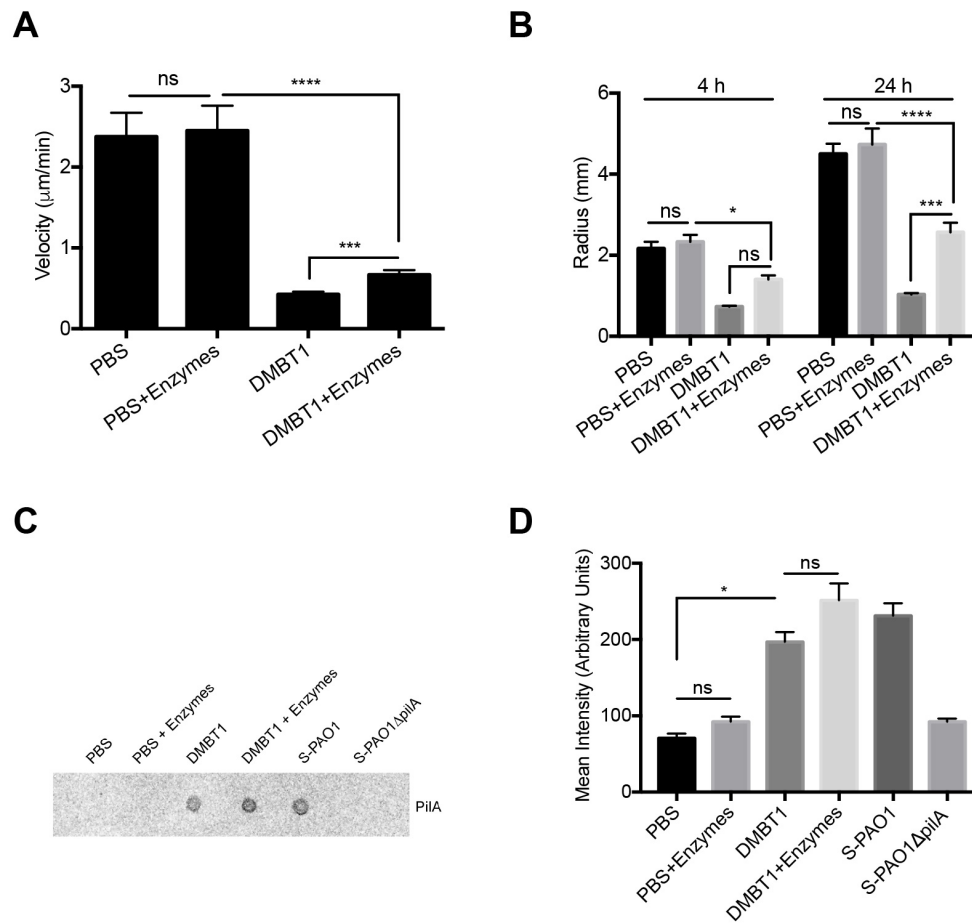 A
Velocity (μm/min)
3
2
1
0
ns
****
***
PBS
PBS+Enzymes
DMBT1
DMBT1+Enzymes
B
Radius (mm)
6
4
2
0
4 h
24 h
ns
*
ns
ns
****
***
PBS
PBS+Enzymes
DMBT1
DMBT1+Enzymes
PBS
PBS+Enzymes
DMBT1
DMBT1+Enzymes
C
PBS
PBS + Enzymes
DMBT1
DMBT1 + Enzymes
S-PAO1
S-PAO1ΔpilA
PilA
D
Mean Intensity (Arbitrary Units)
300
200
100
0
ns
*
ns
PBS
PBS+Enzymes
DMBT1
DMBT1+Enzymes
S-PAO1
S-PAO1ΔpilA